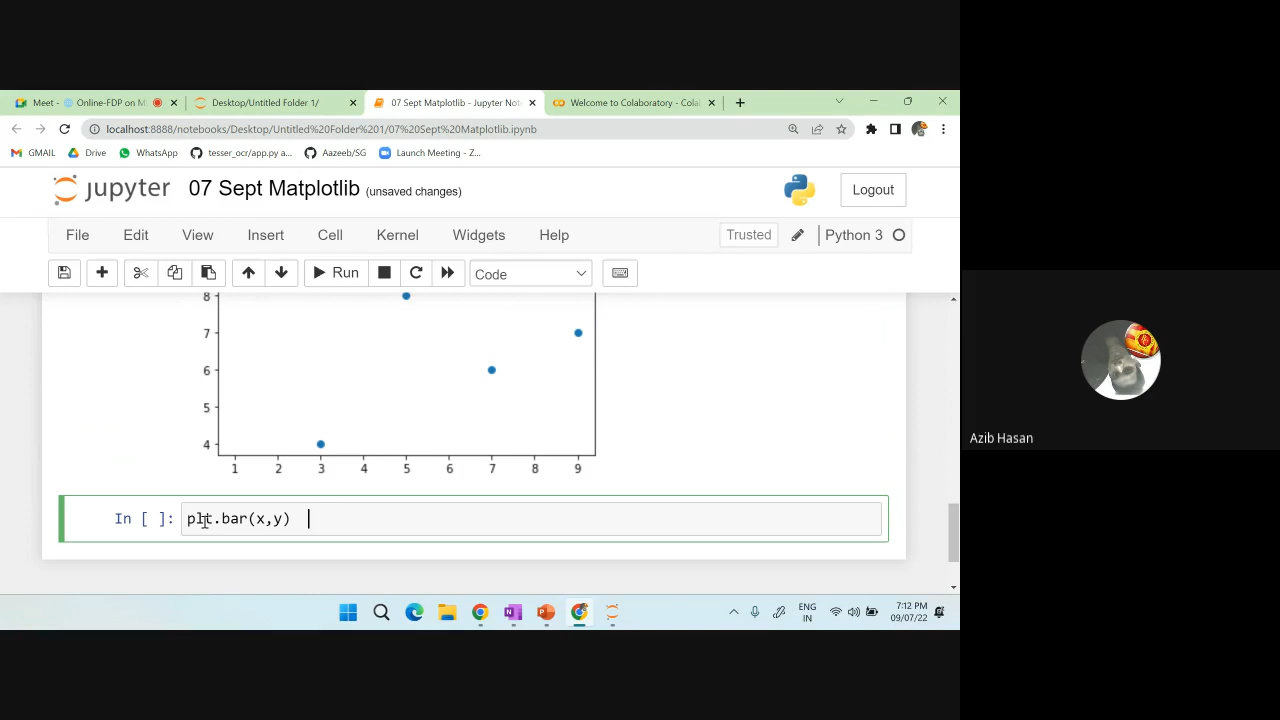 Meet - Online-FDP on M
Desktop/Untitled Folder 1/
07 Sept Matplotlib - Jupyter Not
Welcome to Colaboratory - Cola
localhost:8888/notebooks/Desktop/Untitled%20Folder%201/07%20Sept%20Matplotlib.ipynb
GMAIL Drive WhatsApp tesser_ocr/app.py a... Aazeeb/SG Launch Meeting - Z...
jupyter 07 Sept Matplotlib (unsaved changes) Logout
File Edit View Insert Cell Kernel Widgets Help Trusted Python 3
Run Code
8
7
6
5
4
1 2 3 4 5 6 7 8 9
In [ ]: plt.bar(x,y)
Azib Hasan
ENG
IN
7:12 PM
09/07/22